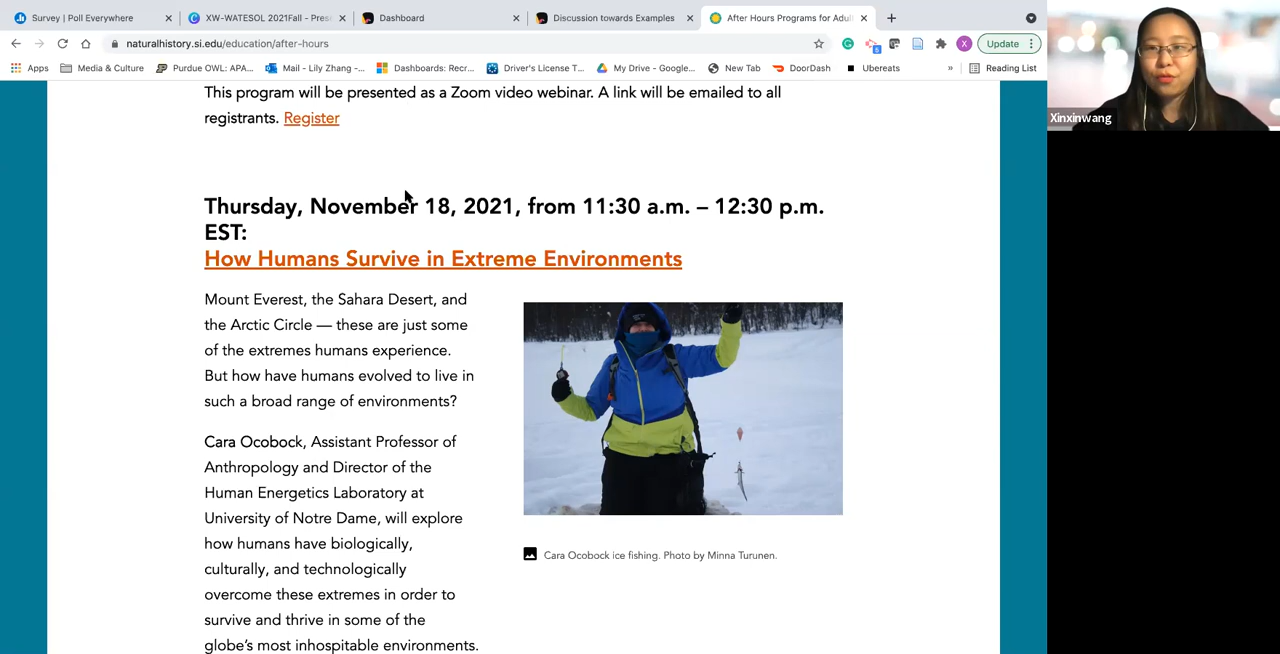 Survey | Poll Everywhere
XW-WATESOL 2021Fall - Pres
Dashboard
Discussion towards Examples
After Hours Programs for Adul
naturalhistory.si.edu/education/after-hours
X
Update
Apps
Media & Culture
Purdue OWL: APA...
Mail - Lily Zhang -...
Dashboards: De
Driver's License T...
My Drive - Google...
New Tab
DoorDash
Ubereats
»
Reading List
This program will be presented as a Zoom video webinar. A link will be emailed to all
registrants. Register
Thursday, November 18, 2021, from 11:30 a.m. – 12:30 p.m.
EST:
How Humans Survive in Extreme Environments
Mount Everest, the Sahara Desert, and
the Arctic Circle — these are just some
of the extremes humans experience.
But how have humans evolved to live in
such a broad range of environments?
Cara Ocobock, Assistant Professor of
Anthropology and Director of the
Human Energetics Laboratory at
University of Notre Dame, will explore
how humans have biologically,
culturally, and technologically
overcome these extremes in order to
survive and thrive in some of the
globe's most inhospitable environments.
Cara Ocobock ice fishing. Photo by Minna Turunen.
Xinxinwang